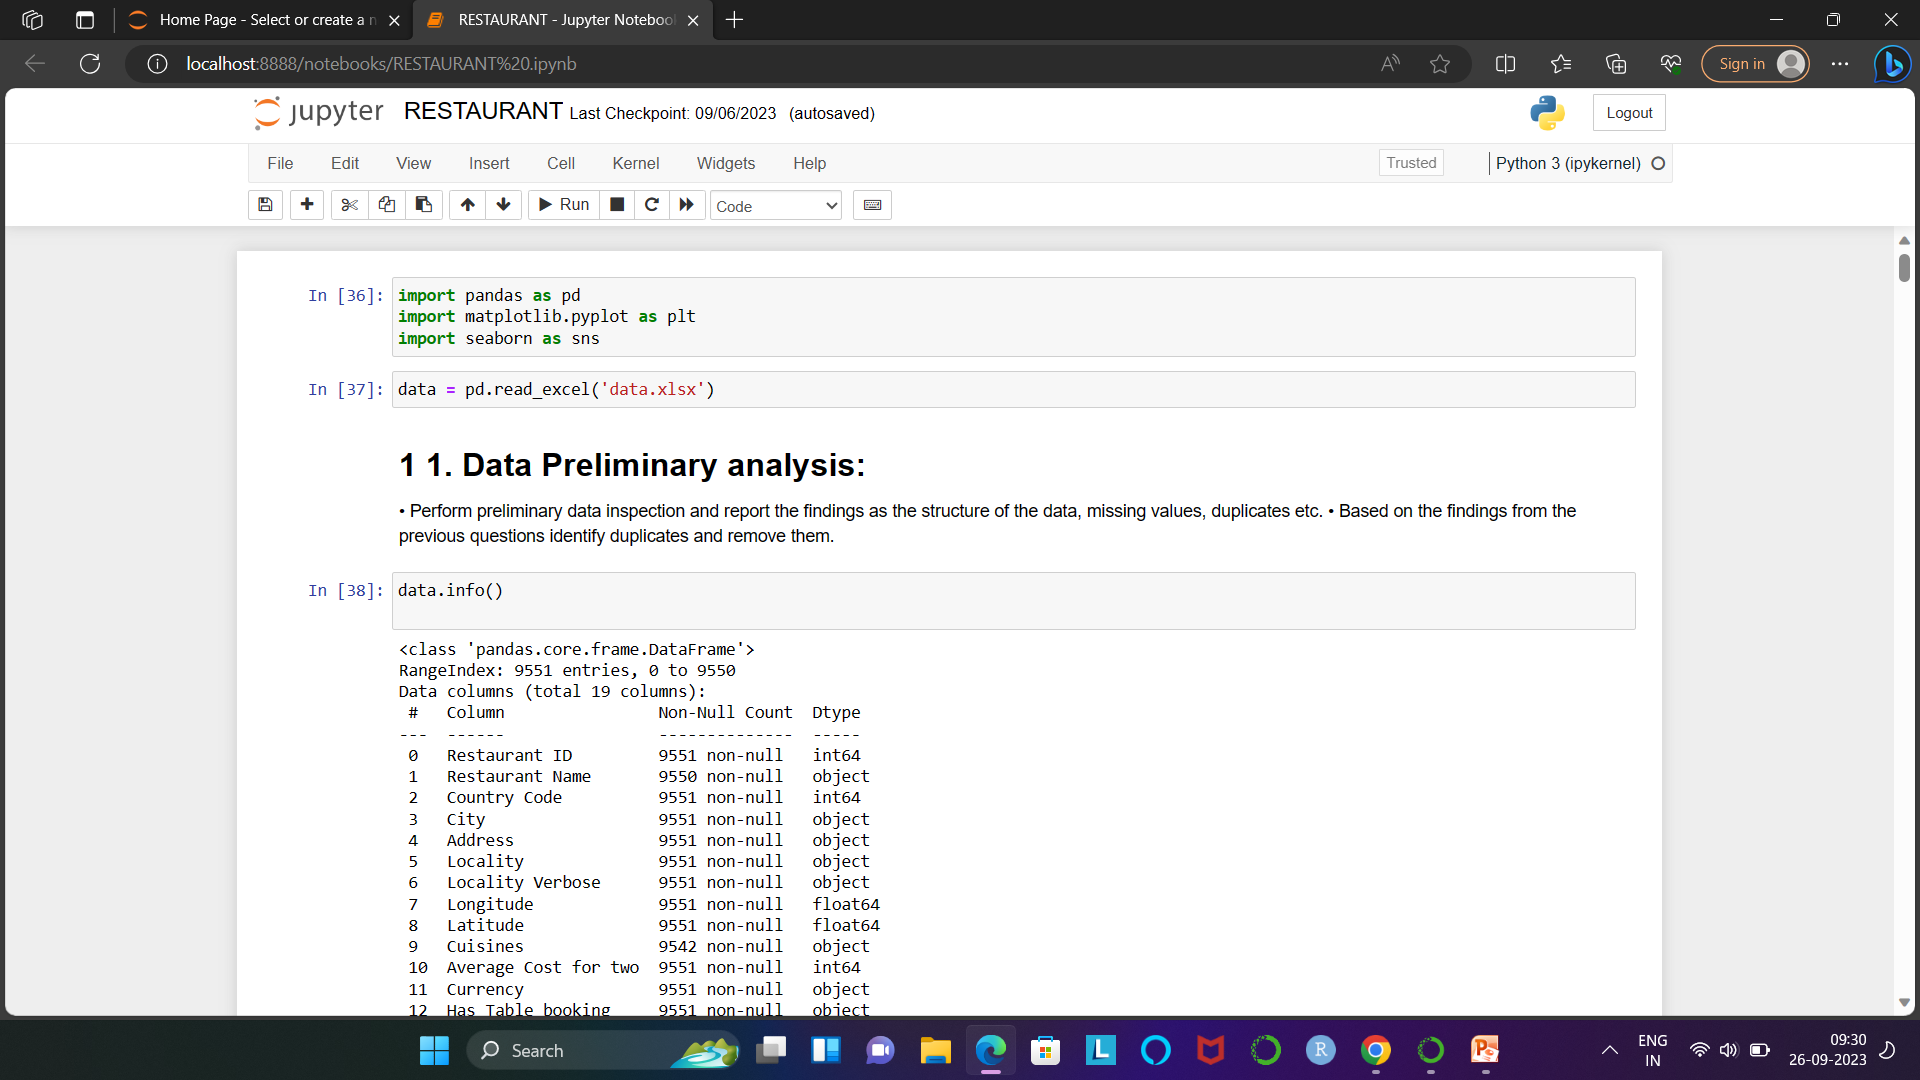 Home Page - Select or create a n
RESTAURANT - Jupyter Notebook
localhost:8888/notebooks/RESTAURANT%20.ipynb
Sign in
jupyter RESTAURANT Last Checkpoint: 09/06/2023 (autosaved)
Logout
File Edit View Insert Cell Kernel Widgets Help
Trusted
Python 3 (ipykernel)
Run
Code
In [36]: import pandas as pd
import matplotlib.pyplot as plt
import seaborn as sns
In [37]: data = pd.read_excel('data.xlsx')
1 1. Data Preliminary analysis:
• Perform preliminary data inspection and report the findings as the structure of the data, missing values, duplicates etc. • Based on the findings from the
previous questions identify duplicates and remove them.
In [38]: data.info()
<class 'pandas.core.frame.DataFrame'>
RangeIndex: 9551 entries, 0 to 9550
Data columns (total 19 columns):
# Column Non-Null Count Dtype
--- ------ -------------- -----
0 Restaurant ID 9551 non-null int64
1 Restaurant Name 9550 non-null object
2 Country Code 9551 non-null int64
3 City 9551 non-null object
4 Address 9551 non-null object
5 Locality 9551 non-null object
6 Locality Verbose 9551 non-null object
7 Longitude 9551 non-null float64
8 Latitude 9551 non-null float64
9 Cuisines 9542 non-null object
10 Average Cost for two 9551 non-null int64
11 Currency 9551 non-null object
12 Has Table booking 9551 non-null object
Search
ENG
IN
09:30
26-09-2023